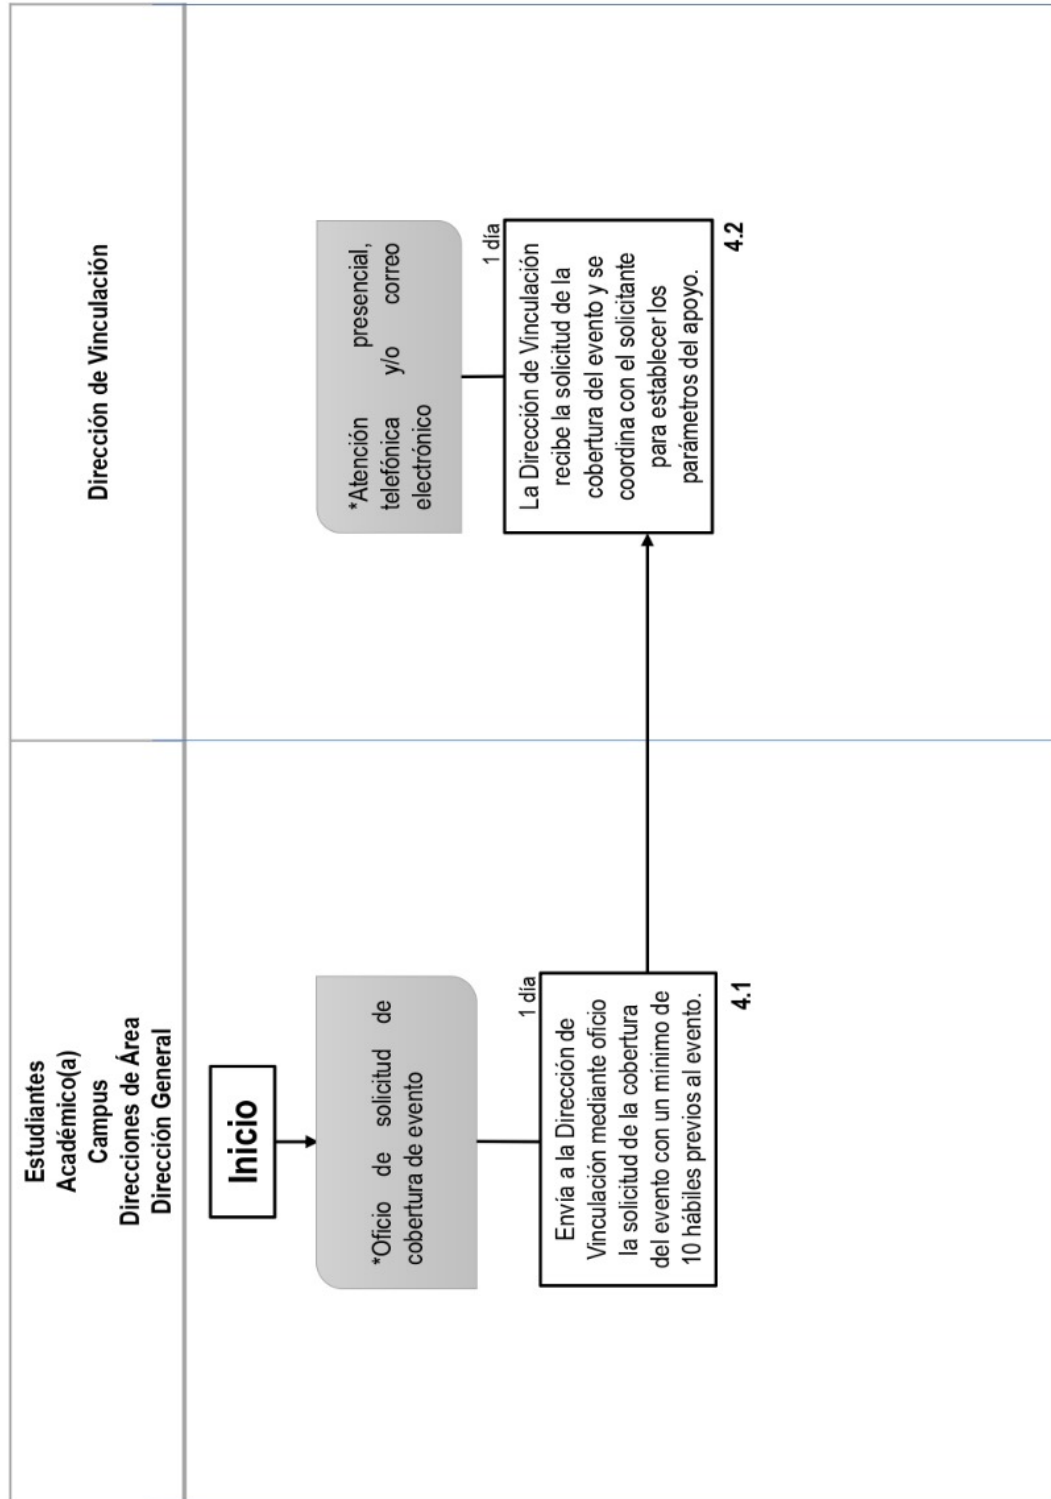 Estudiantes
Académico(a)
Campus
Direcciones de Área
Dirección General
Dirección de Vinculación
Inicio
*Oficio de solicitud de
cobertura de evento
1 día
Envía a la Dirección de
Vinculación mediante oficio
la solicitud de la cobertura
del evento con un mínimo de
10 hábiles previos al evento.
4.1
*Atención presencial,
telefónica y/o correo
electrónico
1 día
La Dirección de Vinculación
recibe la solicitud de la
cobertura del evento y se
coordina con el solicitante
para establecer los
parámetros del apoyo.
4.2